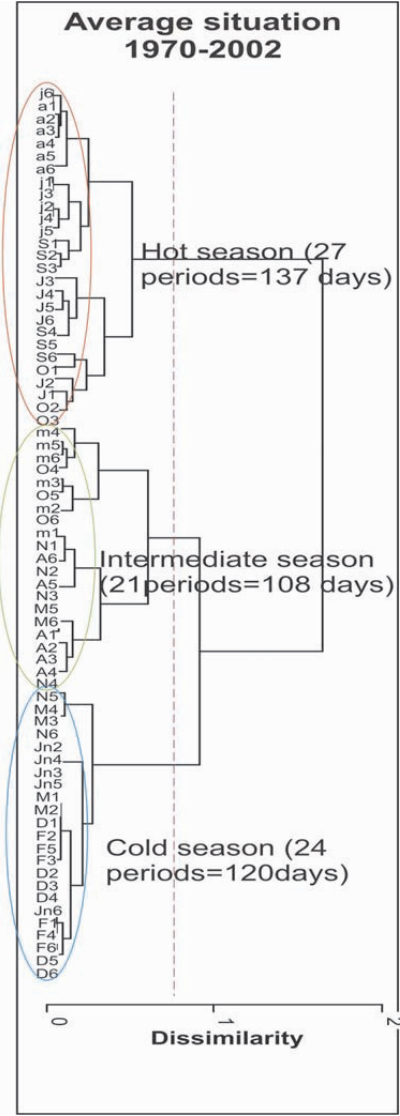 Average situation
1970-2002
j6
a1
a2
a3
a4
a5
a6
j1
j3
j2
j4
j5
S1
S2
S3
J3
J4
J5
J6
S4
S5
S6
O1
J2
J1
O2
O3
Hot season (27
periods=137 days)
m4
m5
m6
O4
m3
O5
m2
O6
m1
N1
A6
N2
A5
N3
M5
M6
A1
A2
A3
A4
N4
Intermediate season
(21periods=108 days)
N5
M4
M3
N6
Jn2
Jn4
Jn3
Jn5
M1
M2
D1
F2
F5
F3
D2
D3
D4
Jn6
F1
F4
F6
D5
D6
Cold season (24
periods=120days)
0 1 2
Dissimilarity